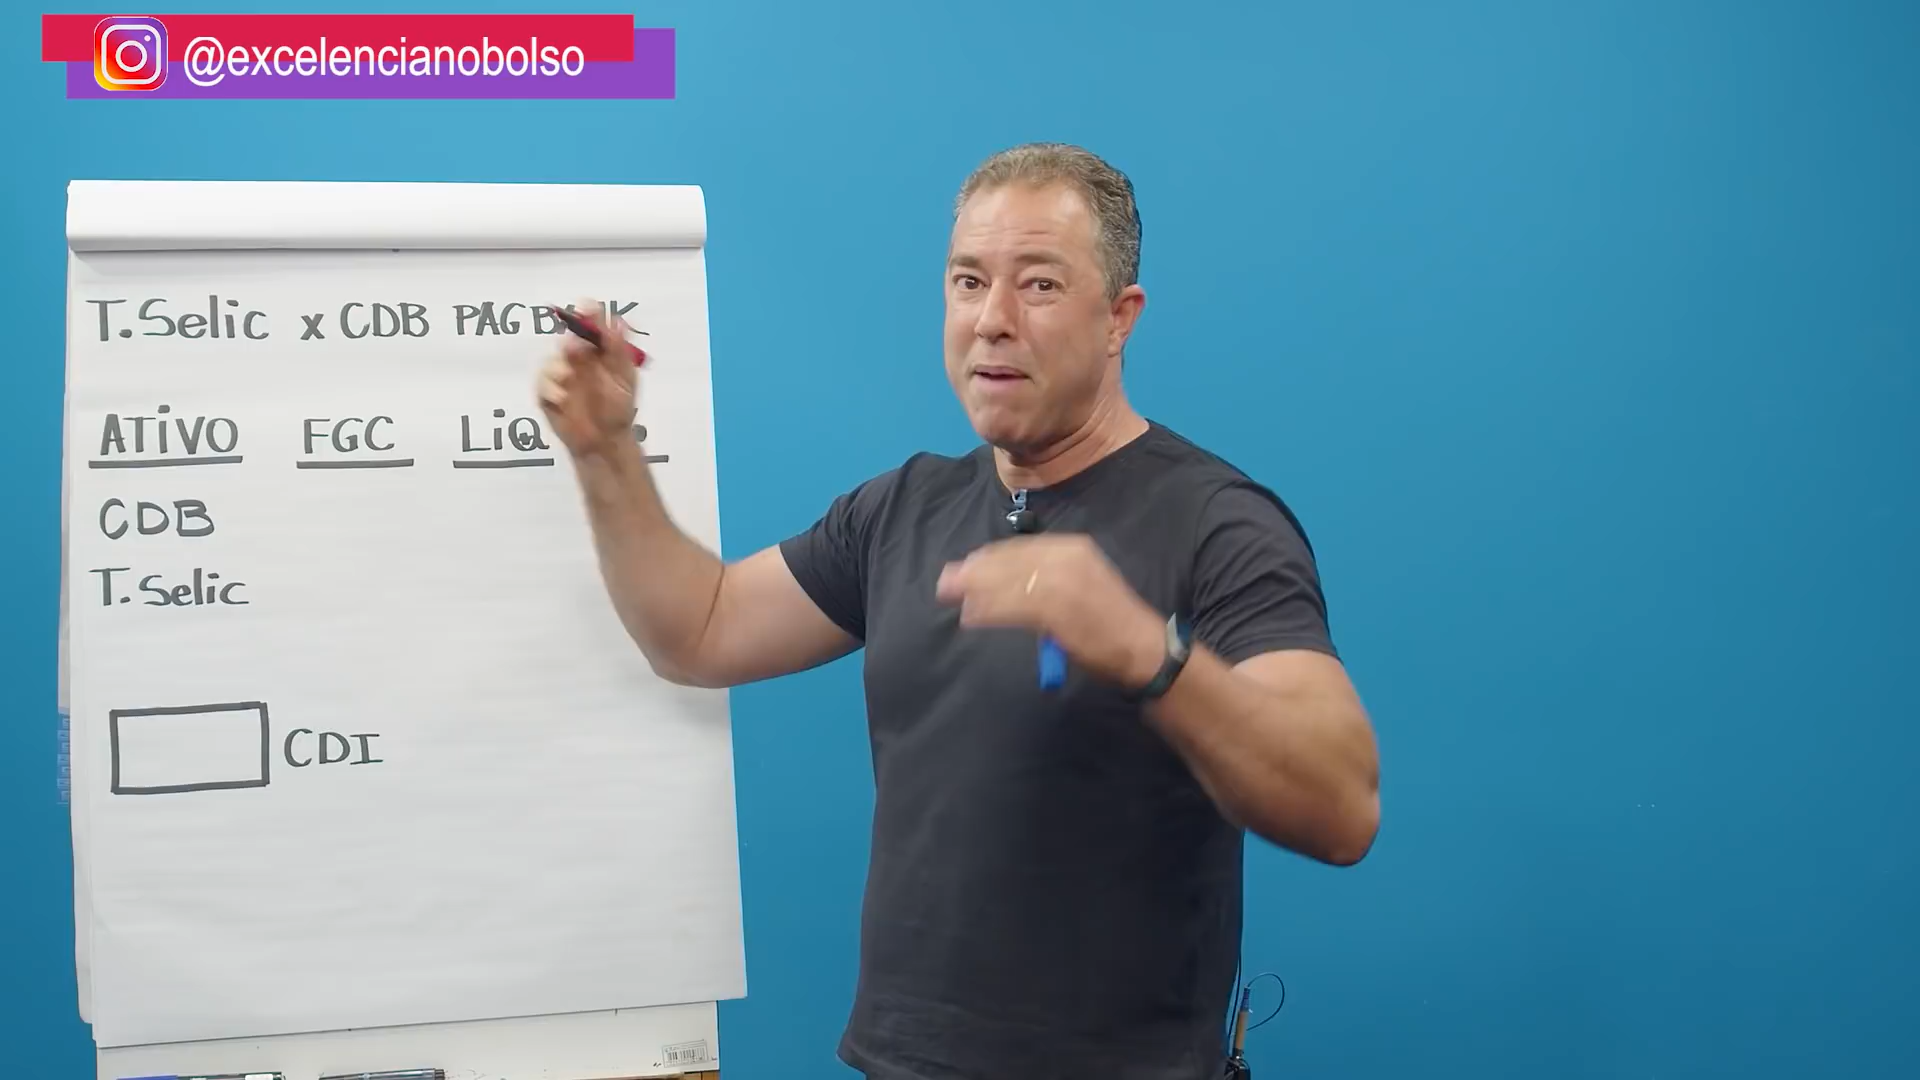 @excelencianobolso
T.Selic x CDB PAGBANK
ATIVO FGC LIQ
CDB
T.Selic
CDI